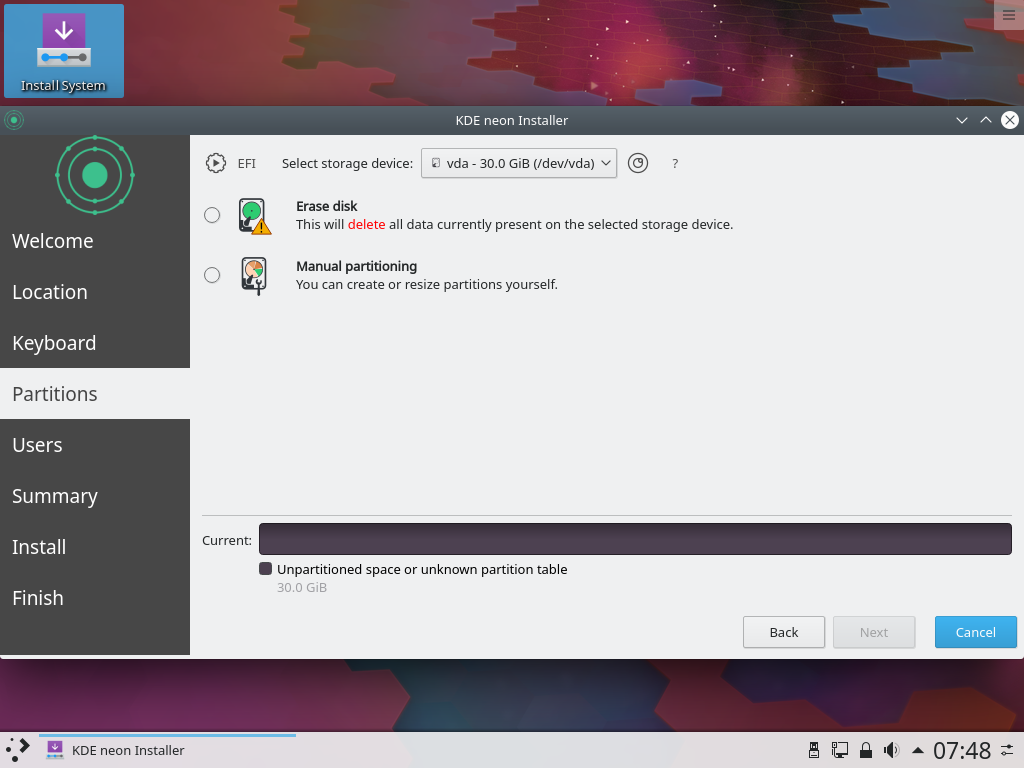 Install System
KDE neon Installer
EFI
Select storage device:
vda - 30.0 GiB (/dev/vda)
?
Welcome
Location
Keyboard
Partitions
Users
Summary
Install
Finish
Erase disk
This will delete all data currently present on the selected storage device.
Manual partitioning
You can create or resize partitions yourself.
Current:
Unpartitioned space or unknown partition table
30.0 GiB
Back
Next
Cancel
KDE neon Installer
07:48